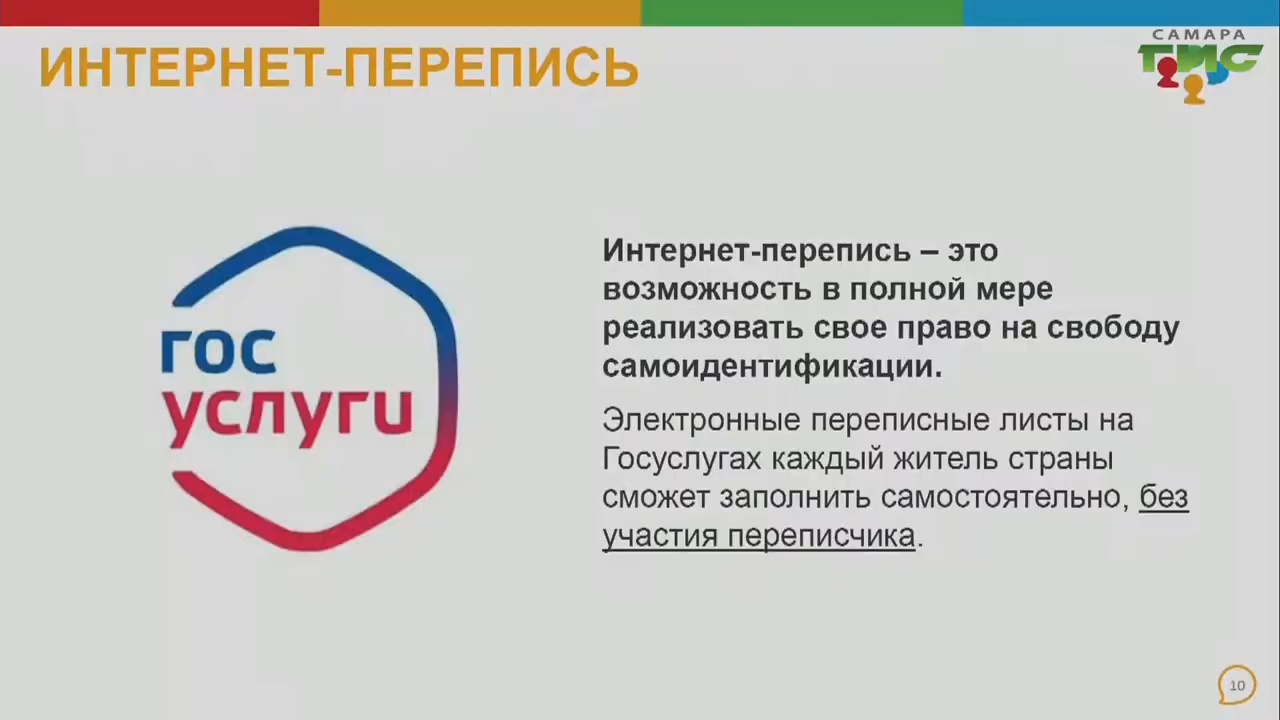 ИНТЕРНЕТ-ПЕРЕПИСЬ
САМАРА
ГИС
гос
услуги
Интернет-перепись – это
возможность в полной мере
реализовать свое право на свободу
самоидентификации.
Электронные переписные листы на
Госуслугах каждый житель страны
сможет заполнить самостоятельно, без
участия переписчика.
10